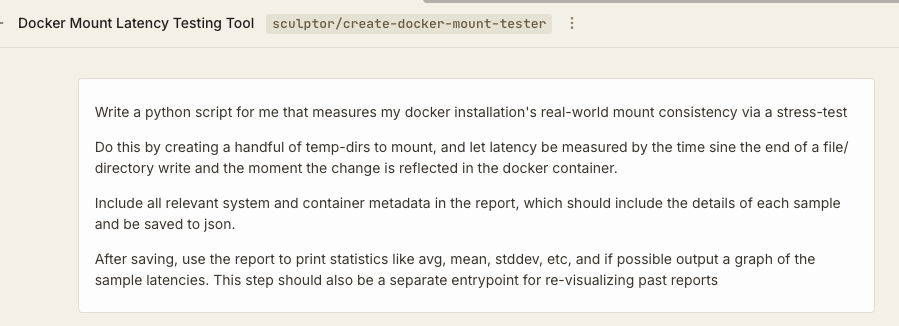 Docker Mount Latency Testing Tool sculptor/create-docker-mount-tester
Write a python script for me that measures my docker installation's real-world mount consistency via a stress-test
Do this by creating a handful of temp-dirs to mount, and let latency be measured by the time sine the end of a file/
directory write and the moment the change is reflected in the docker container.
Include all relevant system and container metadata in the report, which should include the details of each sample
and be saved to json.
After saving, use the report to print statistics like avg, mean, stddev, etc, and if possible output a graph of the
sample latencies. This step should also be a separate entrypoint for re-visualizing past reports